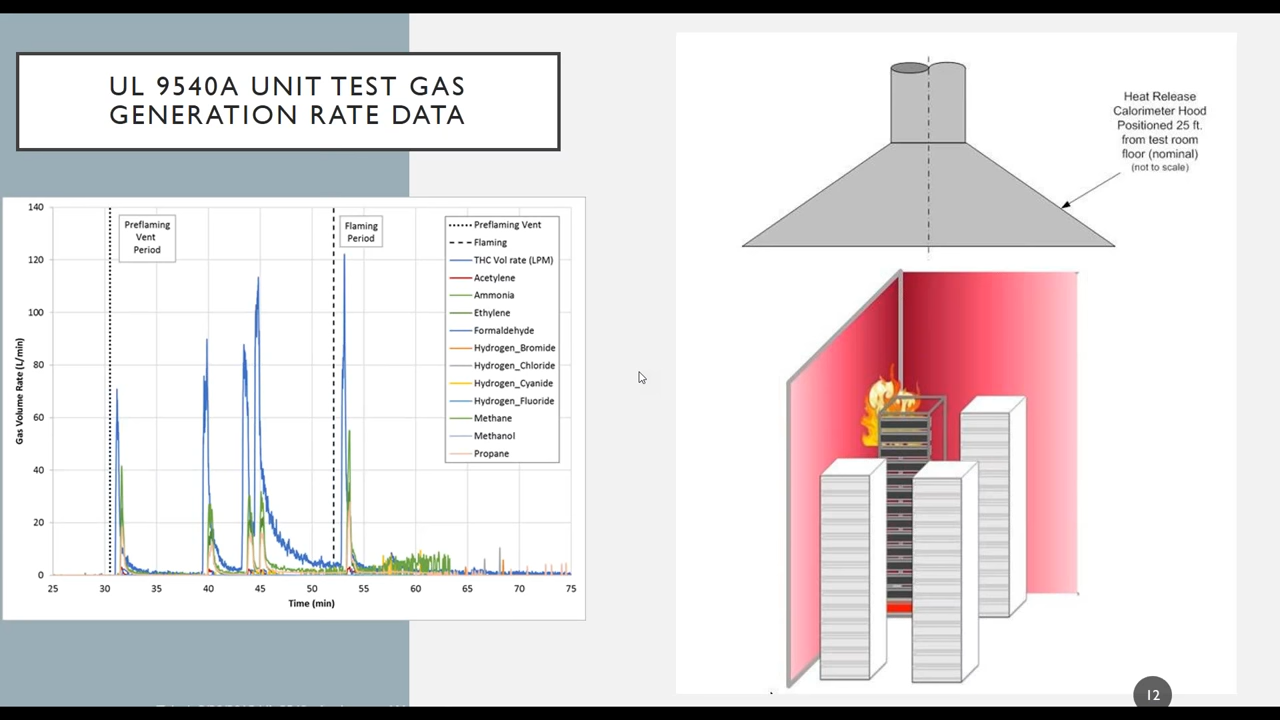 UL 9540A UNIT TEST GAS
GENERATION RATE DATA
Heat Release
Calorimeter Hood
Positioned 25 ft.
from test room
floor (nominal)
(not to scale)
Gas Volume Rate (L/min)
140
120
100
80
60
40
20
0
Preflaming
Vent
Period
Flaming
Period
Preflaming Vent
Flaming
THC Vol rate (LPM)
Acetylene
Ammonia
Ethylene
Formaldehyde
Hydrogen_Bromide
Hydrogen_Chloride
Hydrogen_Cyanide
Hydrogen_Fluoride
Methane
Methanol
Propane
25 30 35 40 45 50 55 60 65 70 75
Time (min)
12